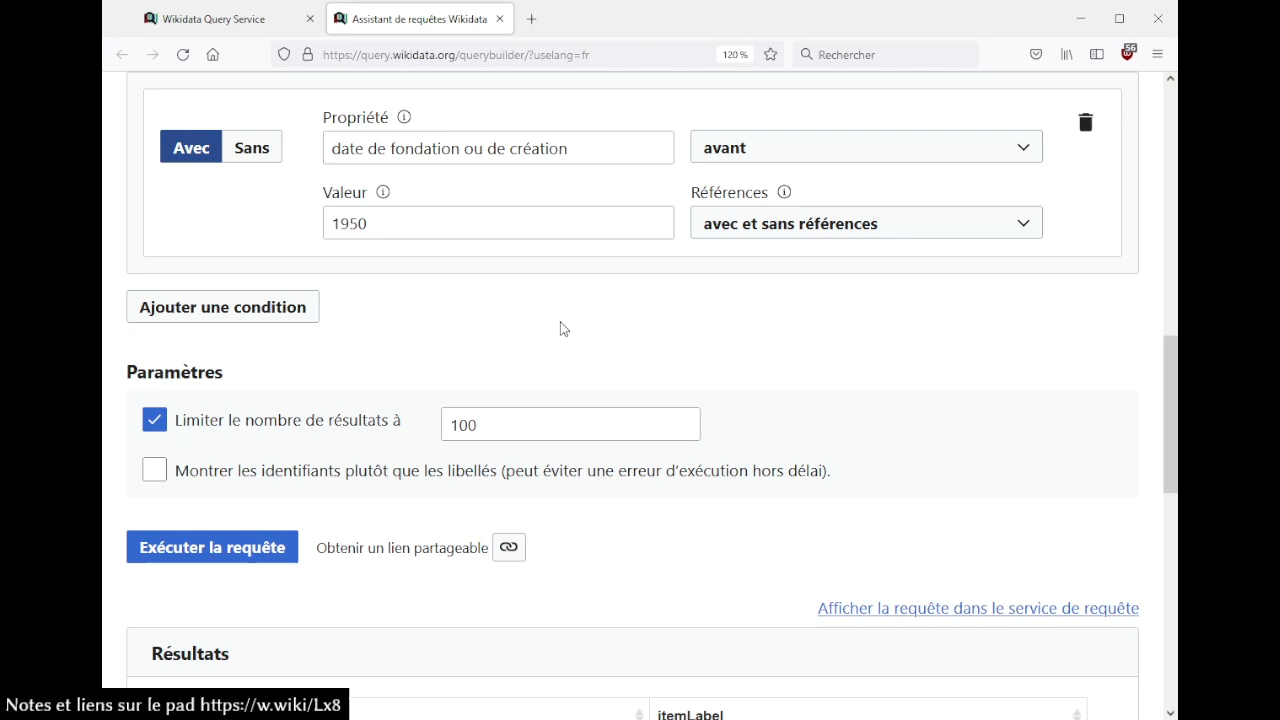 Wikidata Query Service
Assistant de requêtes Wikidata
https://query.wikidata.org/querybuilder/?uselang=fr
120 %
Rechercher
56
Propriété
Avec
Sans
date de fondation ou de création
avant
Valeur
Références
1950
avec et sans références
Ajouter une condition
Paramètres
Limiter le nombre de résultats à
100
Montrer les identifiants plutôt que les libellés (peut éviter une erreur d'exécution hors délai).
Exécuter la requête
Obtenir un lien partageable
Afficher la requête dans le service de requête
Résultats
itemLabel
Notes et liens sur le pad https://w.wiki/Lx8